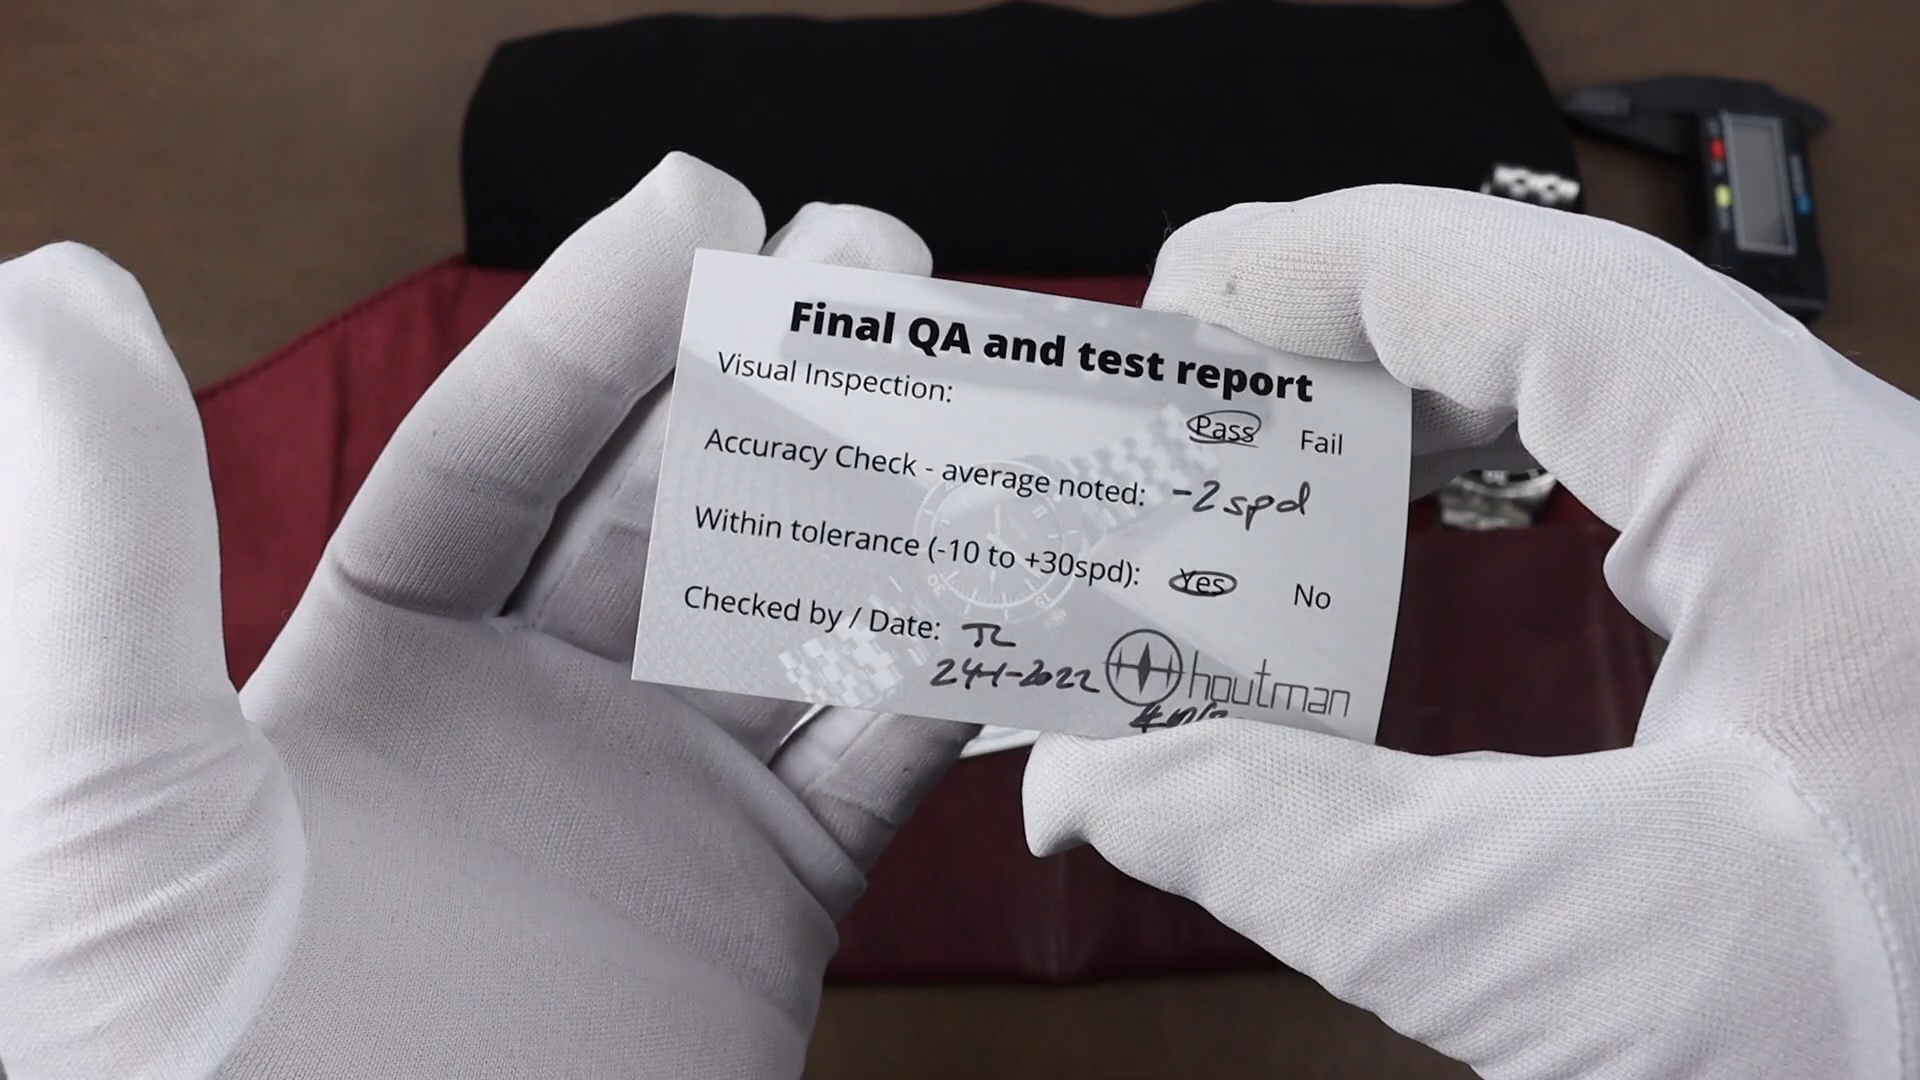 Final QA and test report
Visual Inspection: Pass Fail
Accuracy Check - average noted: -2spd
Within tolerance (-10 to +30spd): Yes No
Checked by / Date:
24-1-2022
houtman